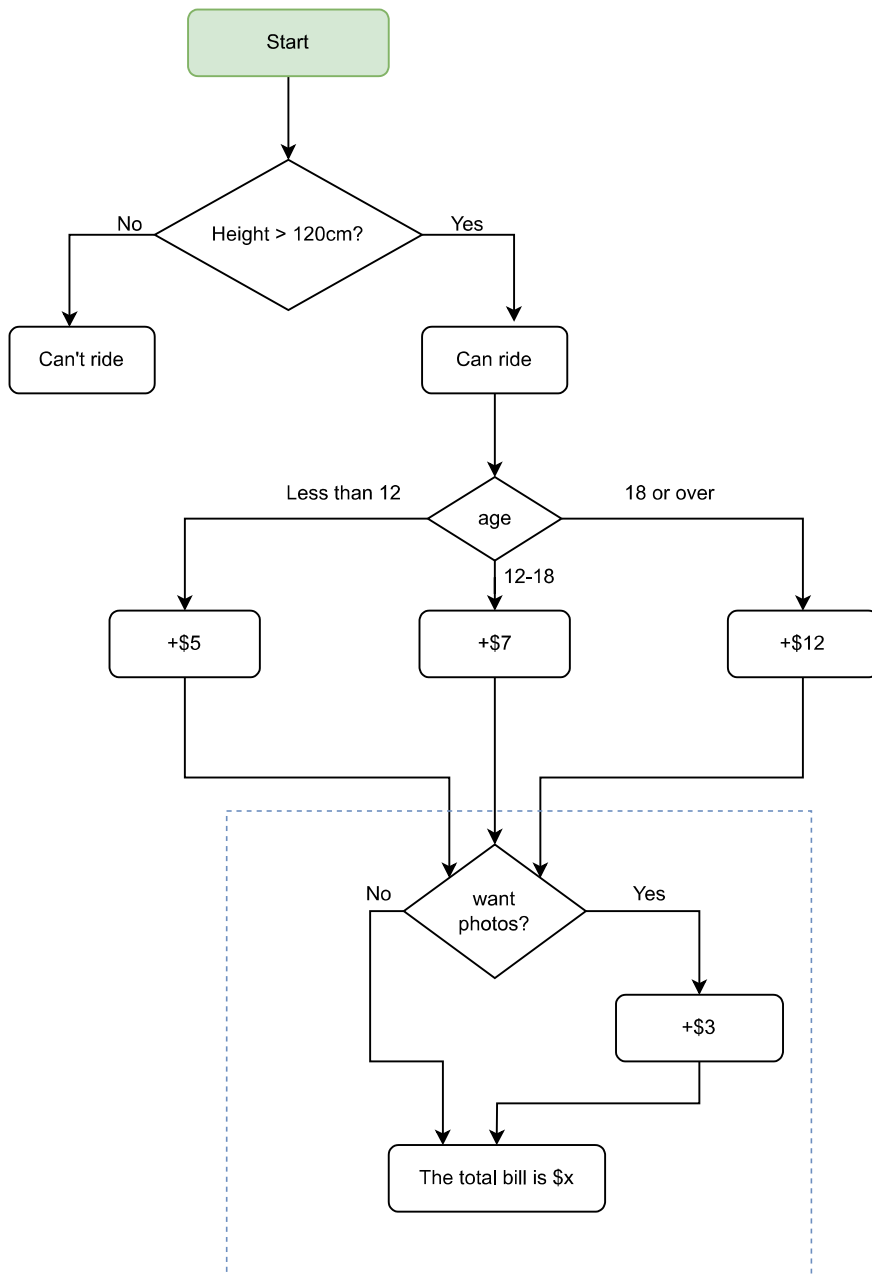 Start
Height > 120cm?
No
Yes
Can't ride
Can ride
Less than 12
age
18 or over
12-18
+$5
+$7
+$12
want
photos?
No
Yes
+$3
The total bill is $x